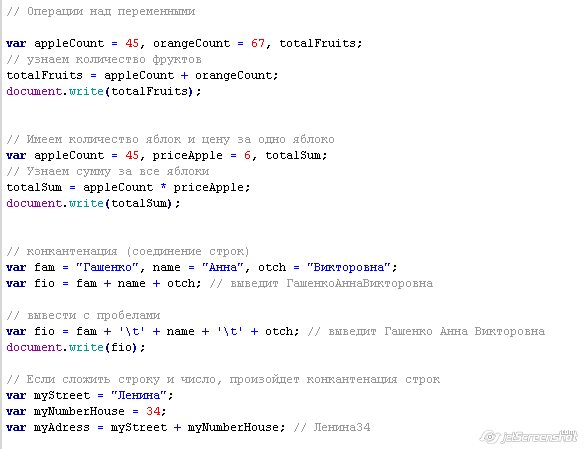 // Операции над переменными
var appleCount = 45, orangeCount = 67, totalFruits;
// узнаем количество фруктов
totalFruits = appleCount + orangeCount;
document.write(totalFruits);
// Имеем количество яблок и цену за одно яблоко
var appleCount = 45, priceApple = 6, totalSum;
// Узнаем сумму за все яблоки
totalSum = appleCount * priceApple;
document.write(totalSum);
// конкантенация (соединение строк)
var fam = "Гашенко", name = "Анна", otch = "Викторовна";
var fio = fam + name + otch; // выведит ГашенкоАннаВикторовна
// вывести с пробелами
var fio = fam + '\t' + name + '\t' + otch; // выведит Гашенко Анна Викторовна
document.write(fio);
// Если сложить строку и число, произойдет конкантенация строк
var myStreet = "Ленина";
var myNumberHouse = 34;
var myAdress = myStreet + myNumberHouse; // Ленина34
jetScreenshot